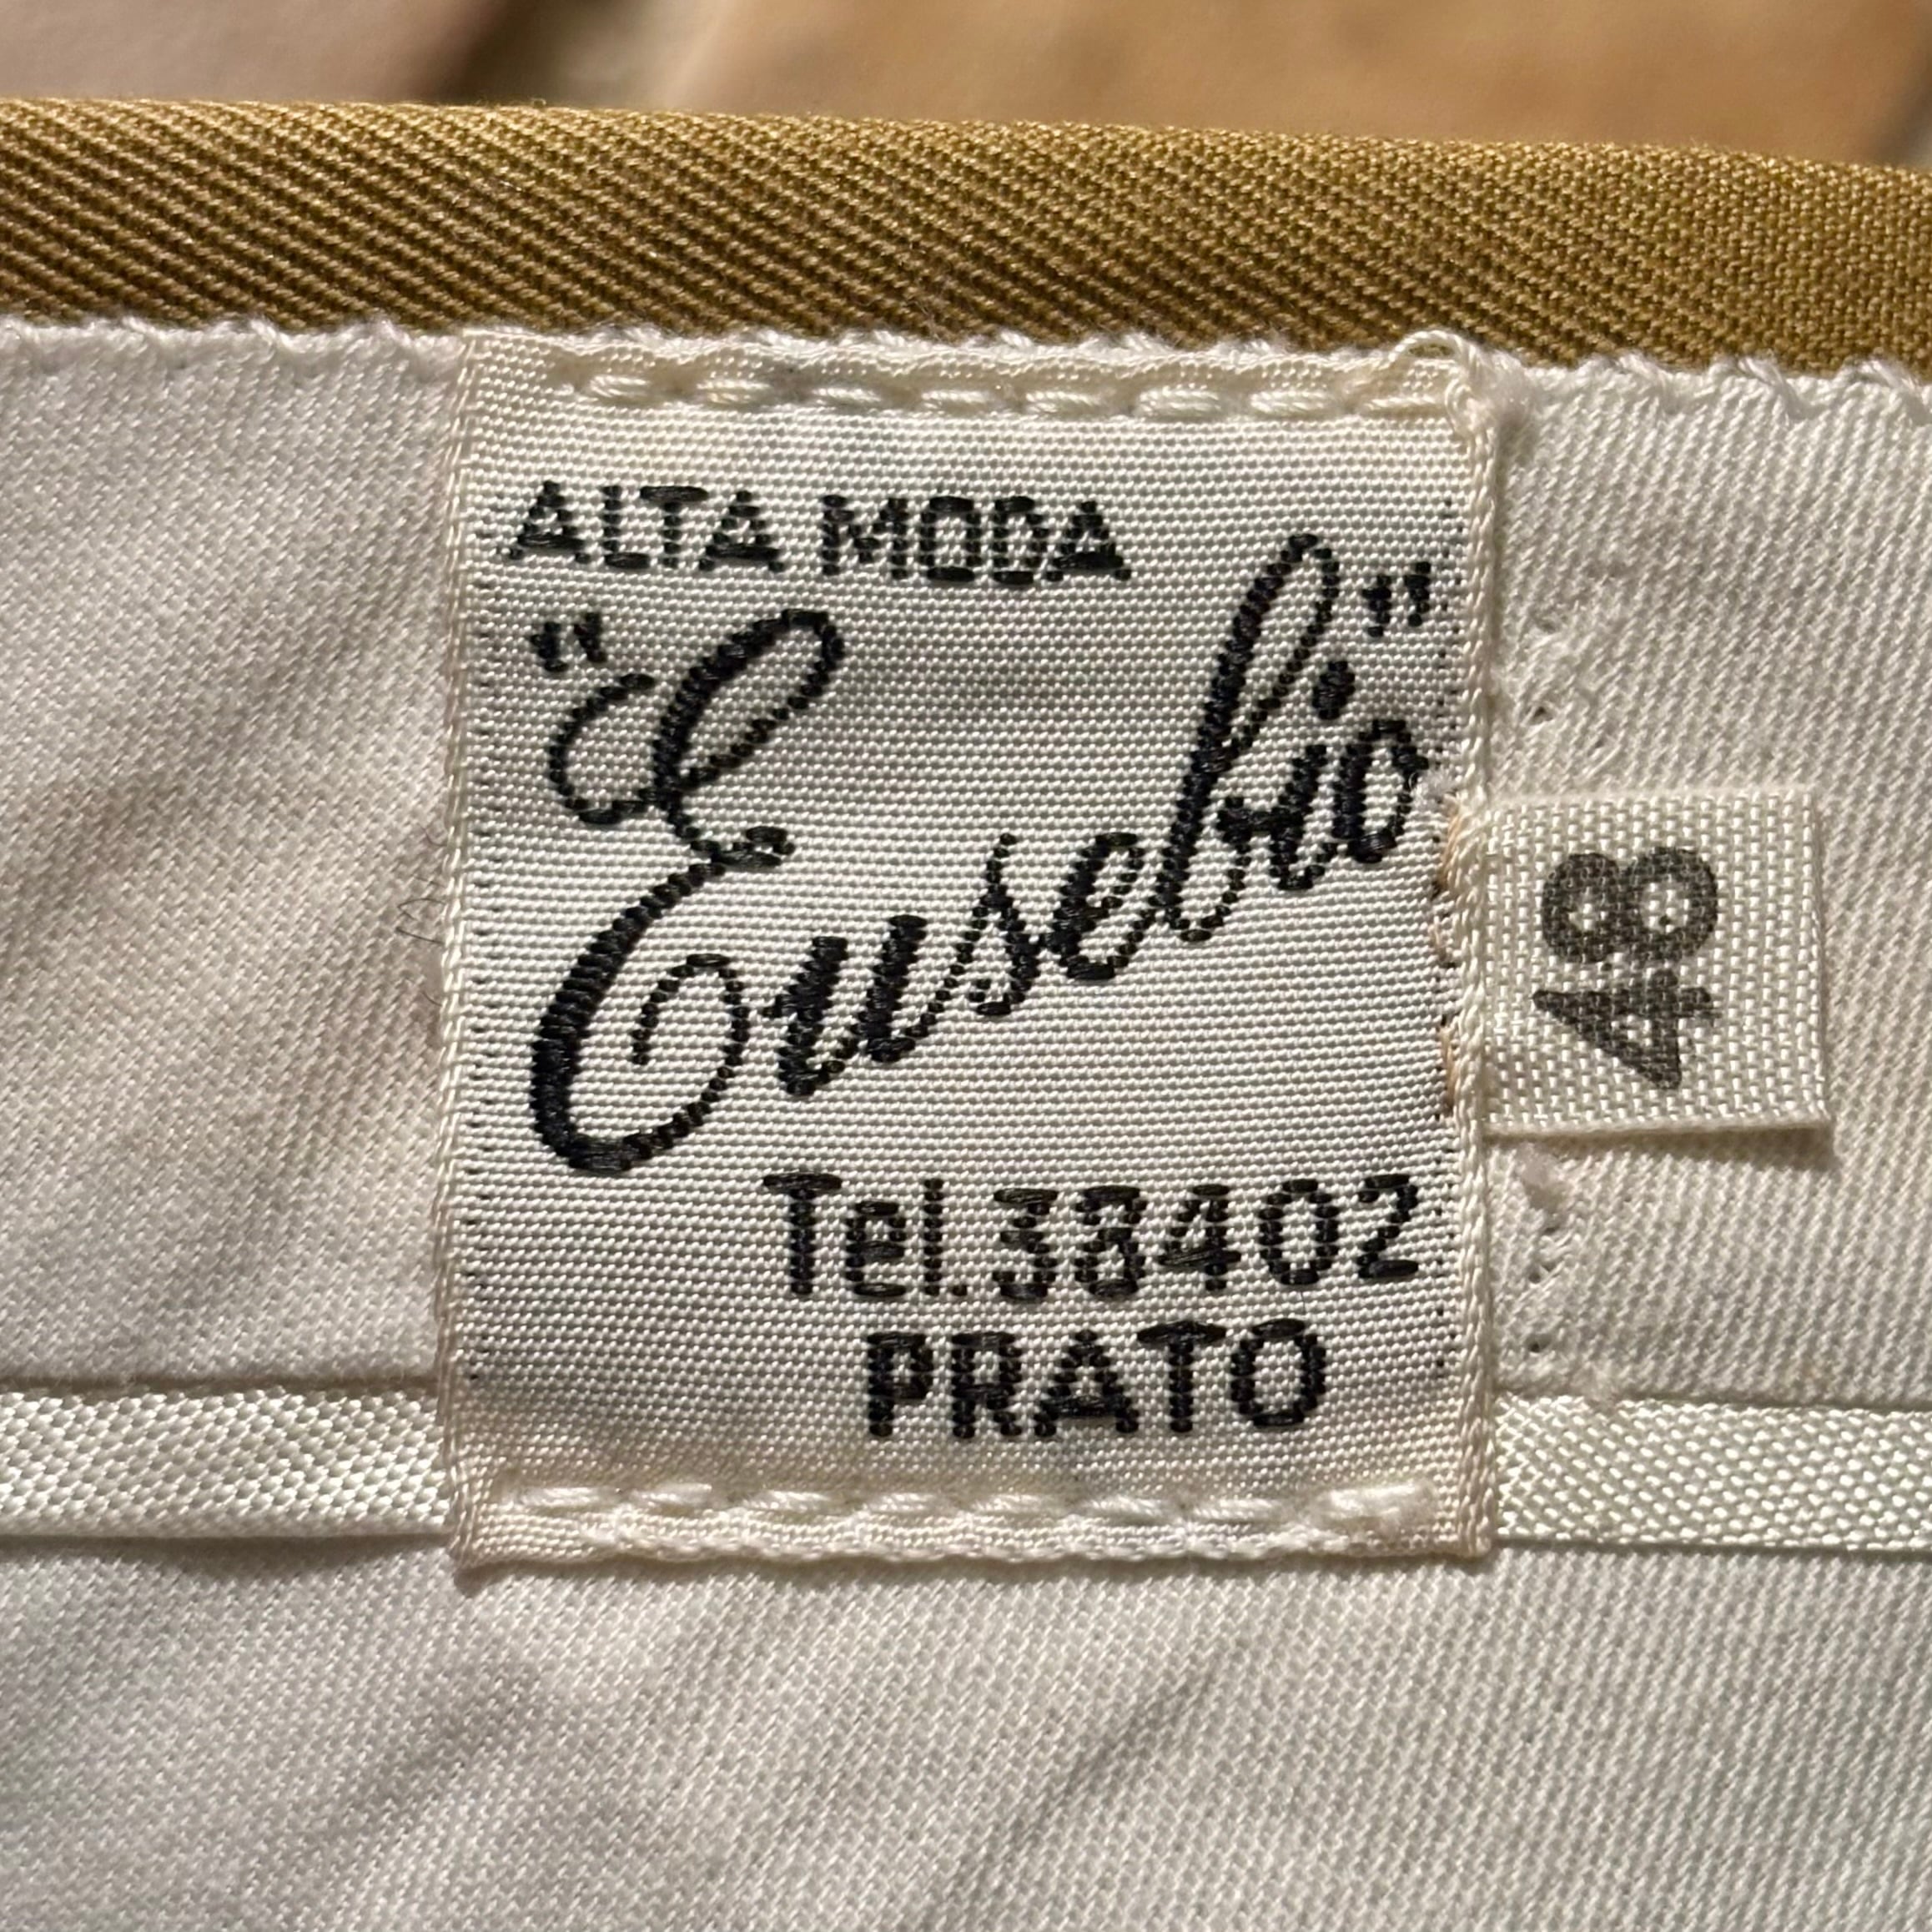 ALTA MODA
"Eusebio"
Tel.38402
PRATO
48